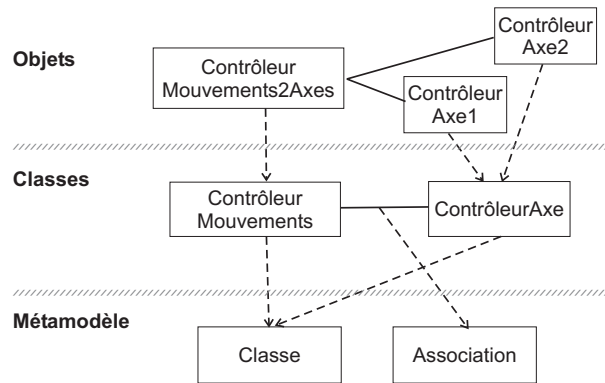 Contrôleur
Axe2
Objets
Contrôleur
Mouvements2Axes
Contrôleur
Axe1
Classes
Contrôleur
Mouvements
ContrôleurAxe
Métamodèle
Classe
Association